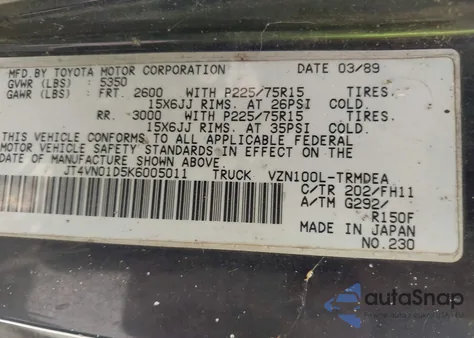 MFD.BY TOYOTA MOTOR CORPORATION DATE 03/89
GVWR (LBS) : 5350
GAWR (LBS) : FRT. 2600 WITH P225/75R15 TIRES.
15X6JJ RIMS. AT 26PSI COLD.
RR. -3000 WITH P225/75R15 TIRES.
15X6JJ RIMS. AT 35PSI COLD.
THIS VEHICLE CONFORMS TO ALL APPLICABLE FEDERAL
MOTOR VEHICLE SAFETY STANDARDS IN EFFECT ON THE
DATE OF MANUFACTURE SHOWN ABOVE.
JT4VN01D5K6005011 TRUCK VZN100L-TRMDEA
C/TR 202/FH11
A/TM G292/
R150F
MADE IN JAPAN
NO.230
autoSnap